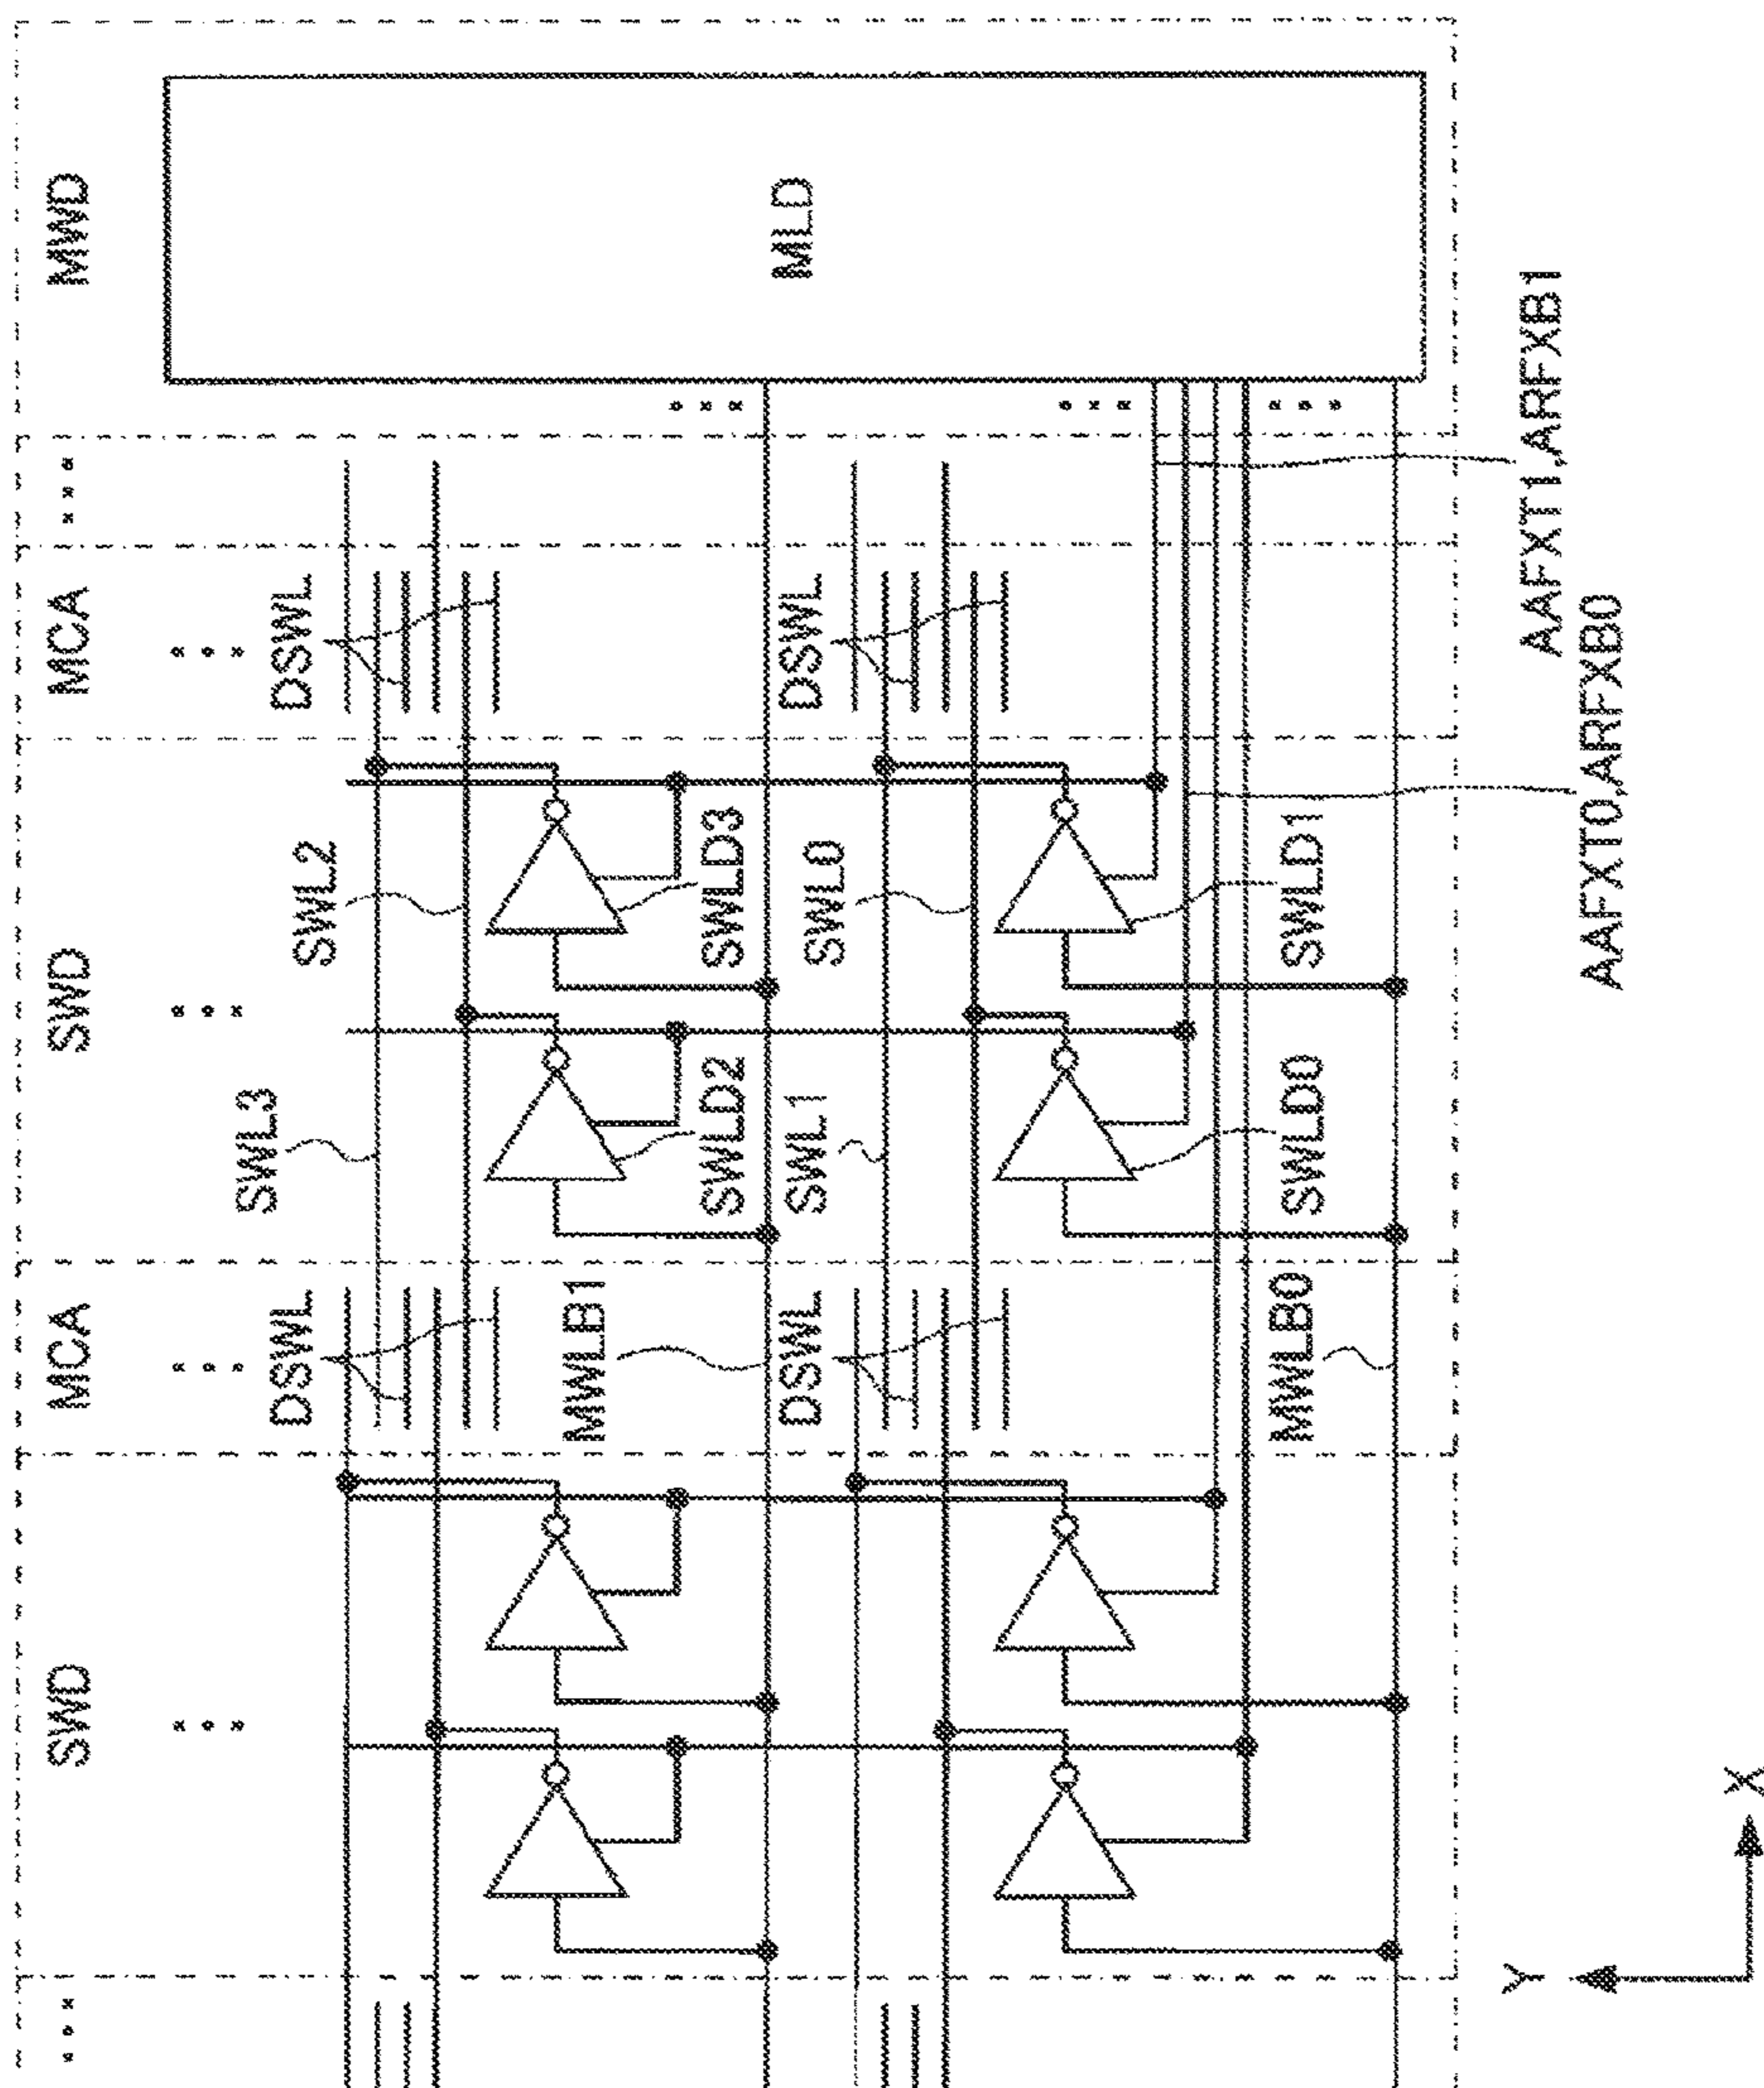 SWD
MCA
SWD
MCA
MWD
SWL3
SWL2
DSWL
DSWL
MLD
MWLB1
SWLD2
SWLD3
DSWL
SWL1
SWL0
DSWL
MWLB0
SWLD0
SWLD1
AAFXT1,ARFXB1
AAFXT0,ARFXB0
Y
X